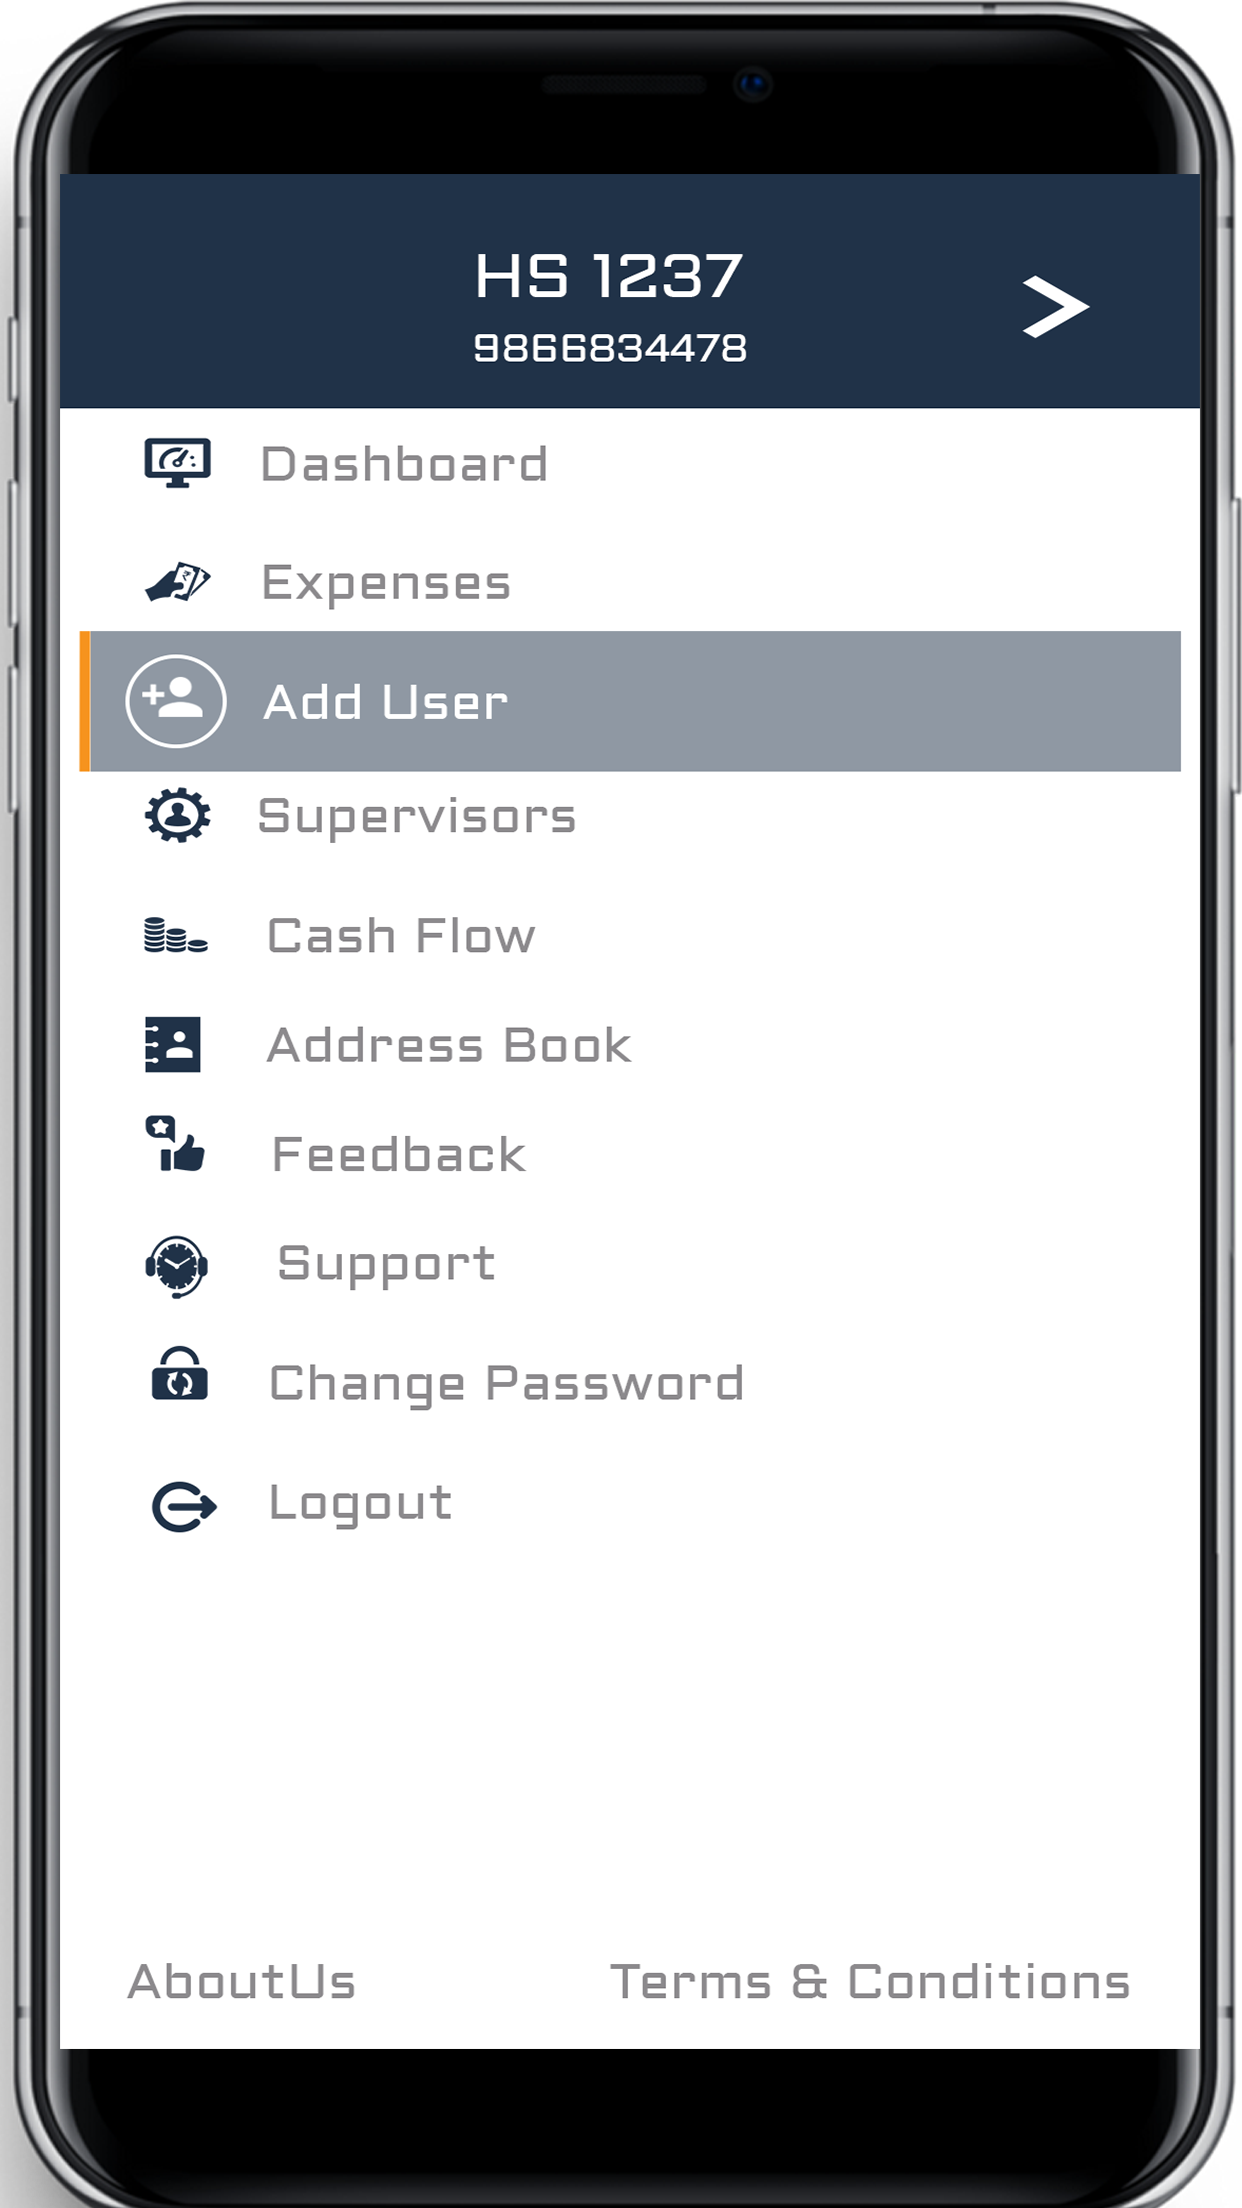 HS 1237
9866834478
>
Dashboard
Expenses
Add User
Supervisors
Cash Flow
Address Book
Feedback
Support
Change Password
Logout
AboutUs
Terms & Conditions